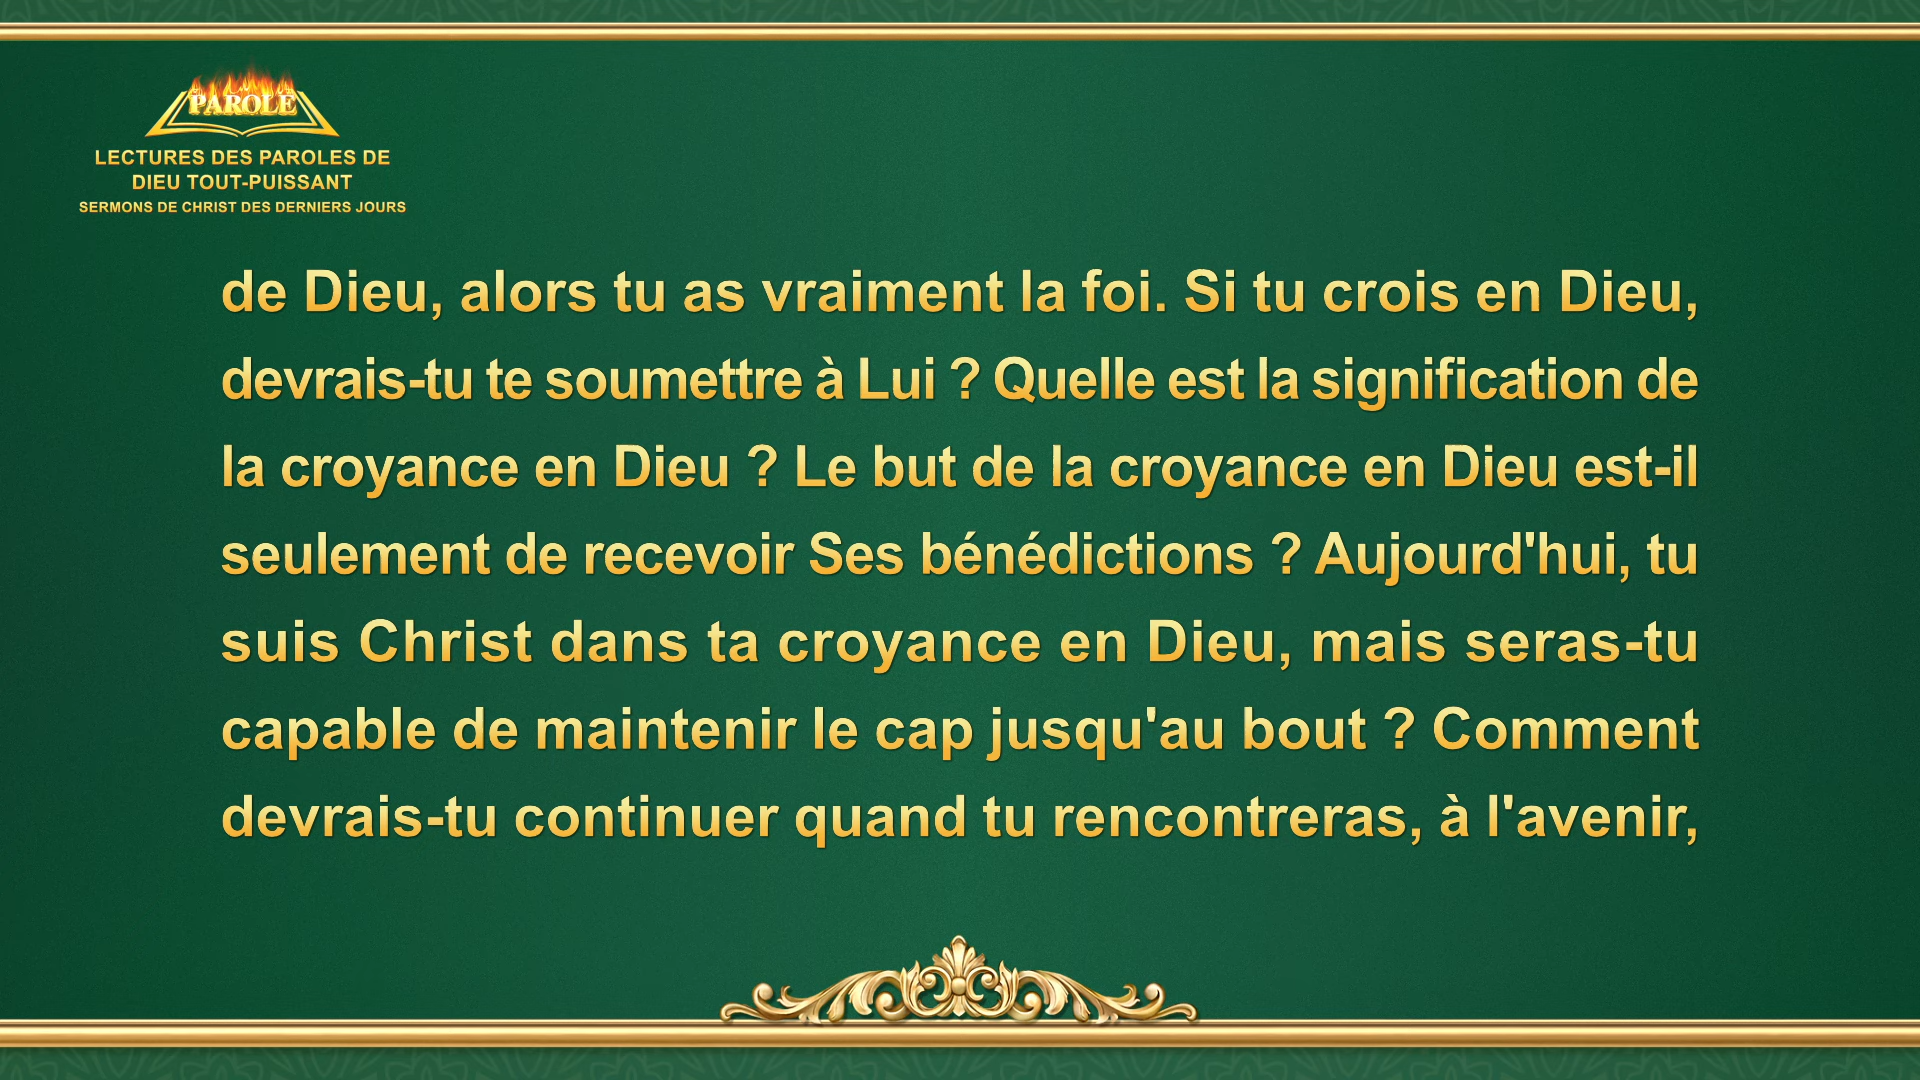 PAROLE
LECTURES DES PAROLES DE
DIEU TOUT-PUISSANT
SERMONS DE CHRIST DES DERNIERS JOURS
de Dieu, alors tu as vraiment la foi. Si tu crois en Dieu,
devrais-tu te soumettre à Lui ? Quelle est la signification de
la croyance en Dieu ? Le but de la croyance en Dieu est-il
seulement de recevoir Ses bénédictions ? Aujourd'hui, tu
suis Christ dans ta croyance en Dieu, mais seras-tu
capable de maintenir le cap jusqu'au bout ? Comment
devrais-tu continuer quand tu rencontreras, à l'avenir,